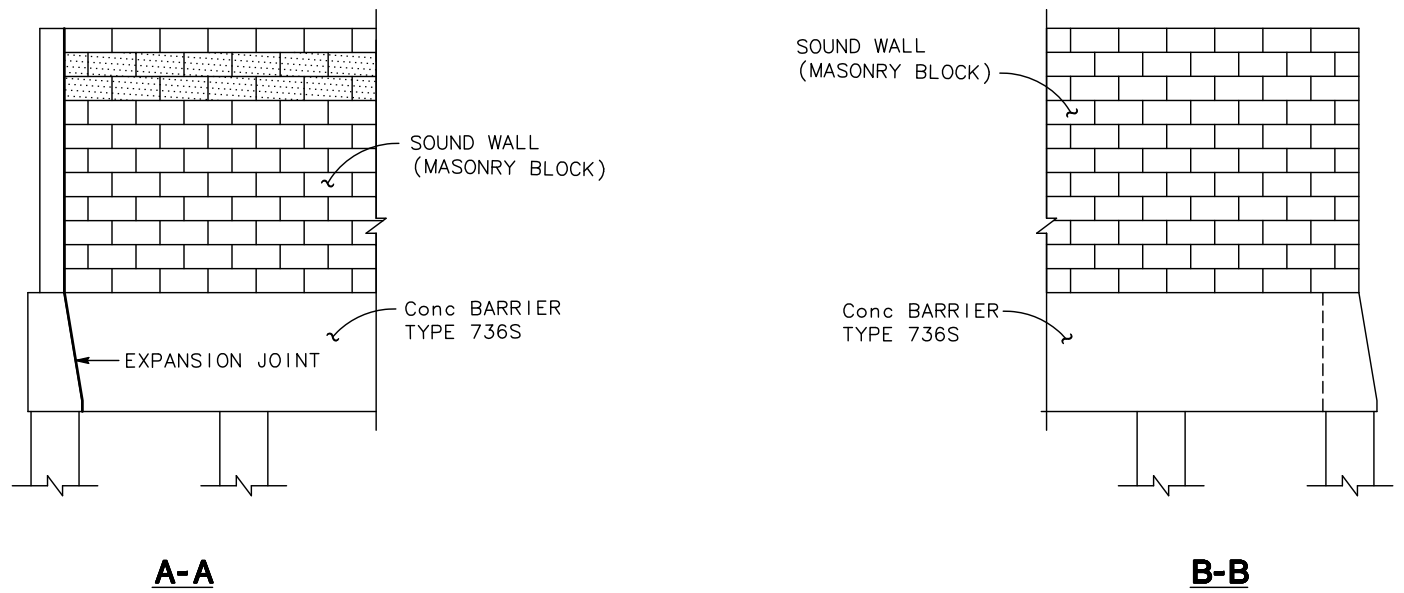 SOUND WALL
(MASONRY BLOCK)
Conc BARRIER
TYPE 736S
EXPANSION JOINT
A-A
SOUND WALL
(MASONRY BLOCK)
Conc BARRIER
TYPE 736S
B-B